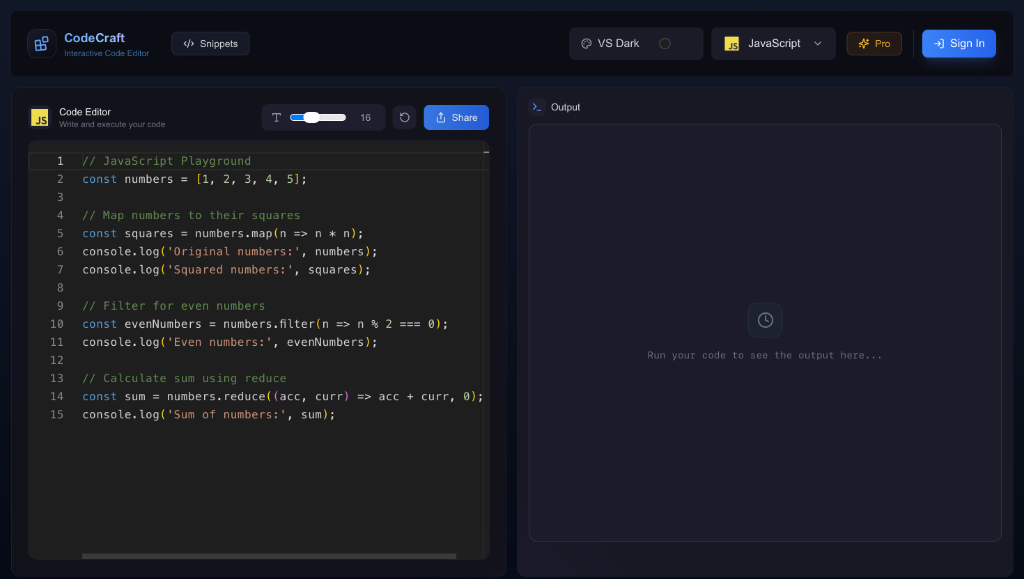 CodeCraft
Interactive Code Editor
Snippets
VS Dark
JS
JavaScript
Pro
Sign In
JS
Code Editor
Write and execute your code
16
Share
1 // JavaScript Playground
2 const numbers = [1, 2, 3, 4, 5];
3
4 // Map numbers to their squares
5 const squares = numbers.map(n => n * n);
6 console.log('Original numbers:', numbers);
7 console.log('Squared numbers:', squares);
8
9 // Filter for even numbers
10 const evenNumbers = numbers.filter(n => n % 2 === 0);
11 console.log('Even numbers:', evenNumbers);
12
13 // Calculate sum using reduce
14 const sum = numbers.reduce((acc, curr) => acc + curr, 0);
15 console.log('Sum of numbers:', sum);
Output
Run your code to see the output here...